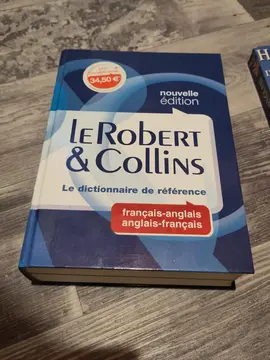 34,50 €
nouvelle
édition
le Robert
& Collins
Le dictionnaire de référence
français-anglais
anglais-français
H